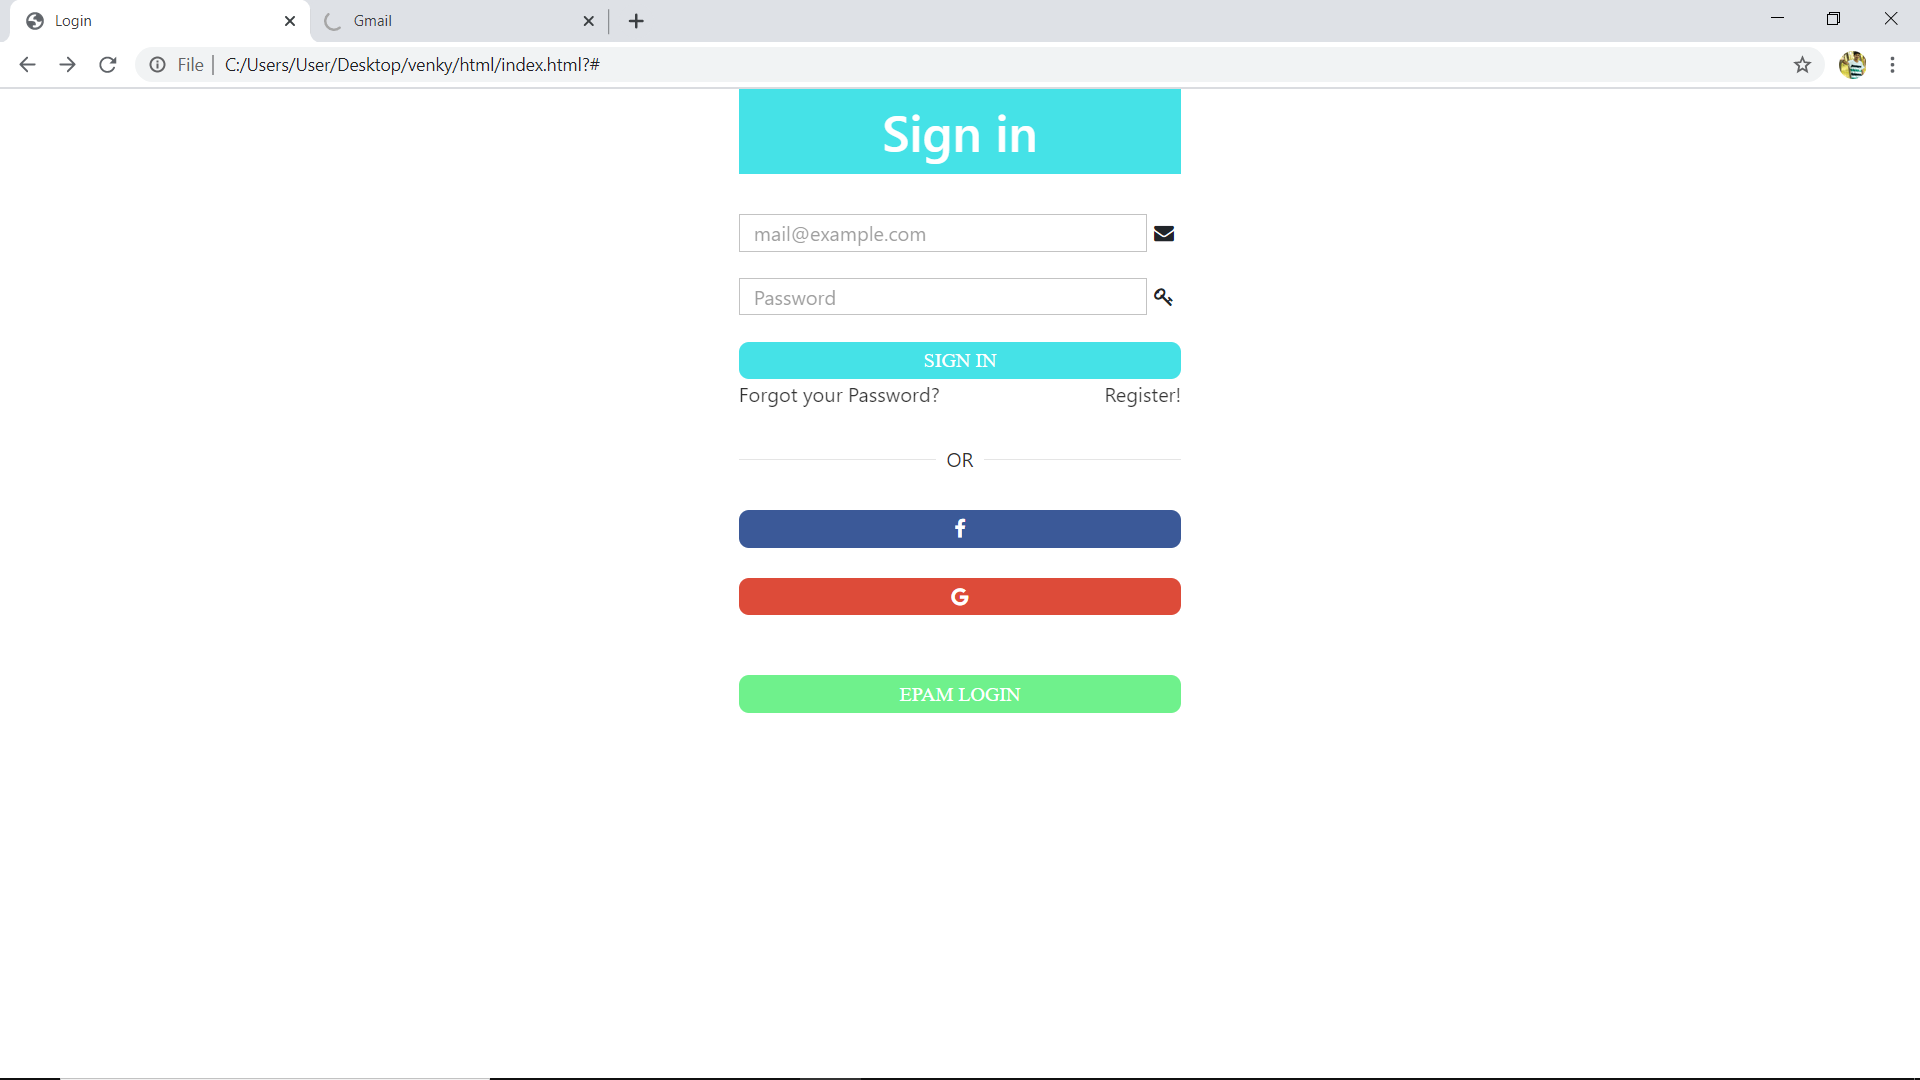 Login
Gmail
File
C:/Users/User/Desktop/venky/html/index.html?#
Sign in
mail@example.com
Password
SIGN IN
Forgot your Password? Register!
OR
EPAM LOGIN